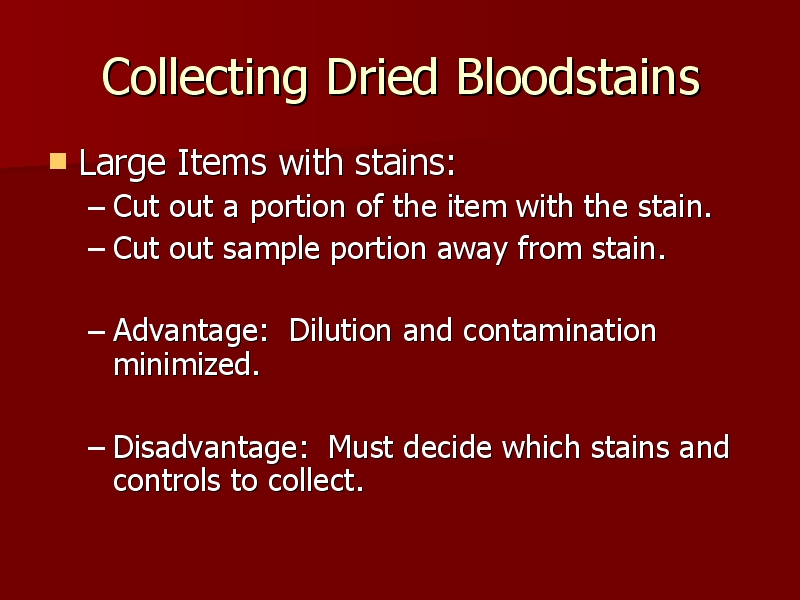 Collecting Dried Bloodstains
Large Items with stains:
– Cut out a portion of the item with the stain.
– Cut out sample portion away from stain.
– Advantage:  Dilution and contamination
minimized.
– Disadvantage:  Must decide which stains and
controls to collect.